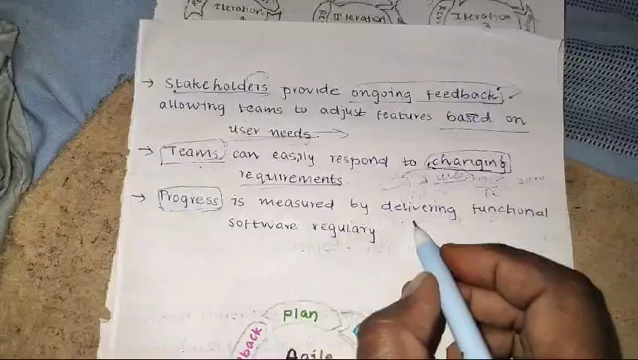 Iteration
Iteration
Iteration
→ Stakeholders provide ongoing feedback
allowing teams to adjust features based on
user needs.
→ Teams can easily respond to changing
requirements
→ Progress is measured by delivering functional
software regulary
Plan
back
Agile